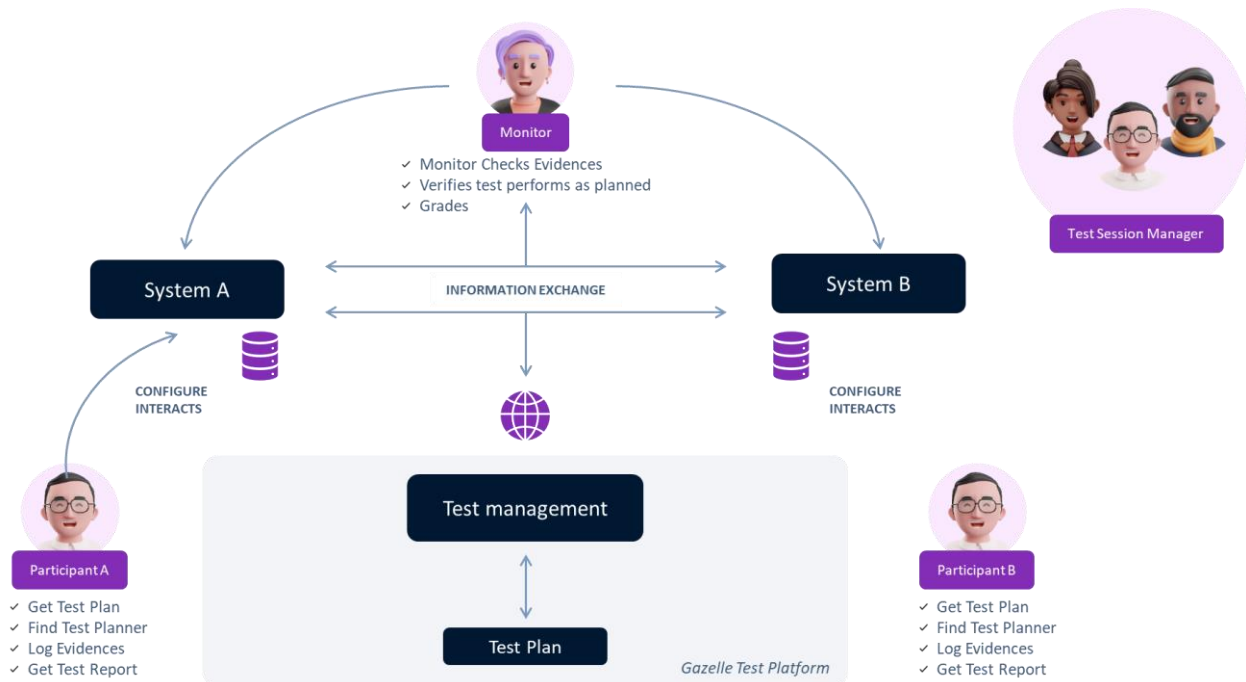 Monitor
Monitor Checks Evidences
Verifies test performs as planned
Grades
Test Session Manager
System A
INFORMATION EXCHANGE
System B
CONFIGURE
INTERACTS
CONFIGURE
INTERACTS
Test management
Test Plan
Gazelle Test Platform
Participant A
Get Test Plan
Find Test Planner
Log Evidences
Get Test Report
Participant B
Get Test Plan
Find Test Planner
Log Evidences
Get Test Report